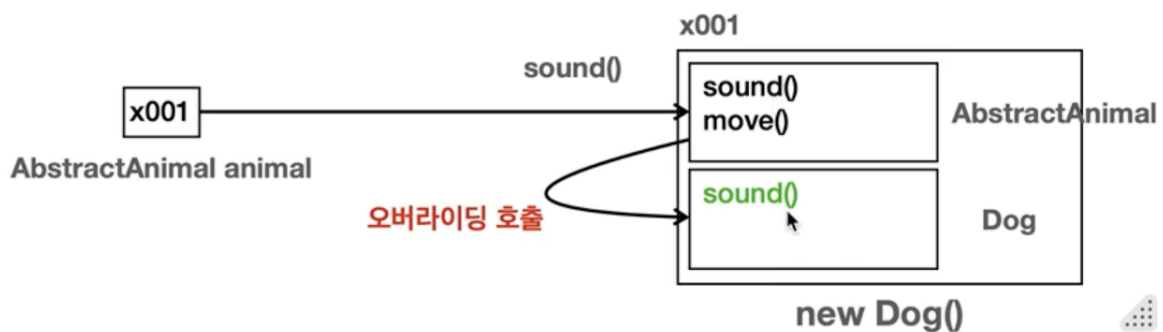 x001
sound()
sound()
x001
move()
AbstractAnimal
AbstractAnimal animal
오버라이딩 호출
sound()
Dog
new Dog()